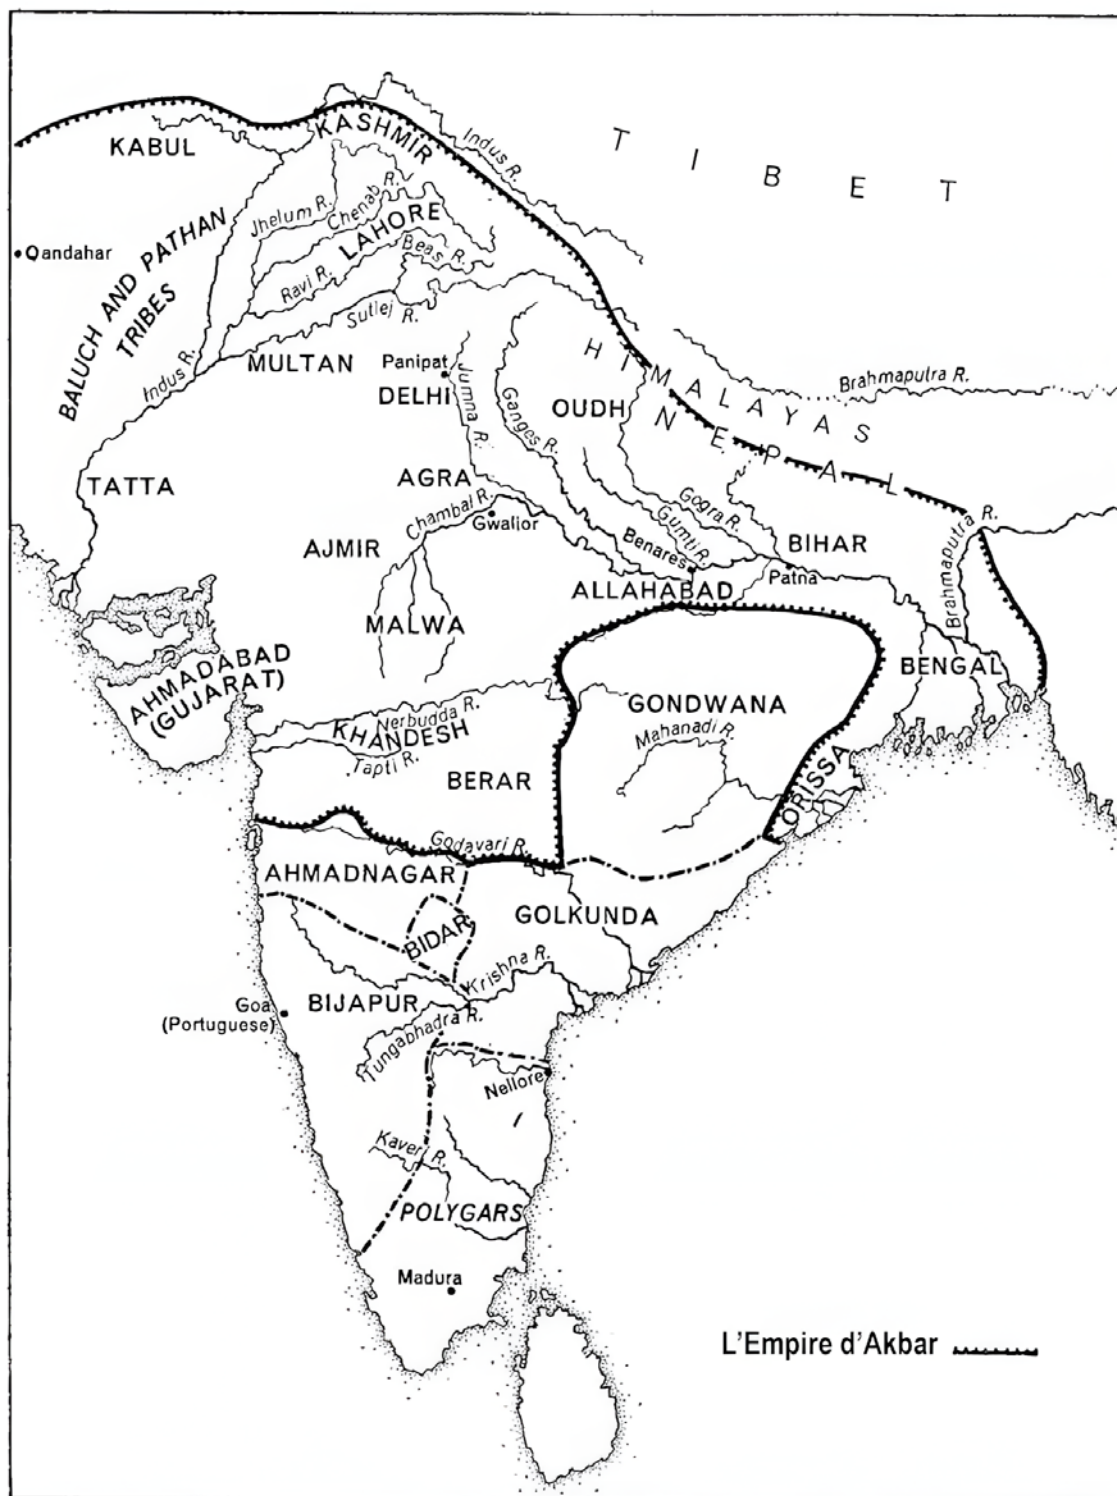 TIBET
Indus R.
KASHMIR
KABUL
Jhelum R.
Chenab R.
LAHORE
Beas R.
Ravi R.
Sutlej R.
Qandahar
BALUCH AND PATHAN
TRIBES
Indus R.
MULTAN
Panipat
DELHI
Jumna R.
Ganges R.
OUDH
HIMALAYAS
NEPAL
Brahmaputra R.
TATTA
AGRA
Chambal R.
Gwalior
Gogra R.
Gumti R.
Benares
BIHAR
Patna
Brahmaputra R.
AJMIR
ALLAHABAD
MALWA
BENGAL
AHMADABAD
(GUJARAT)
Nerbudda R.
KHANDESH
Tapti R.
GONDWANA
Mahanadi R.
BERAR
ORISSA
Godavari R.
AHMADNAGAR
GOLKUNDA
BIDAR
Krishna R.
BIJAPUR
Goa
(Portuguese)
Tungabhadra R.
Nellore
Kaveri R.
POLYGARS
Madura
L'Empire d'Akbar